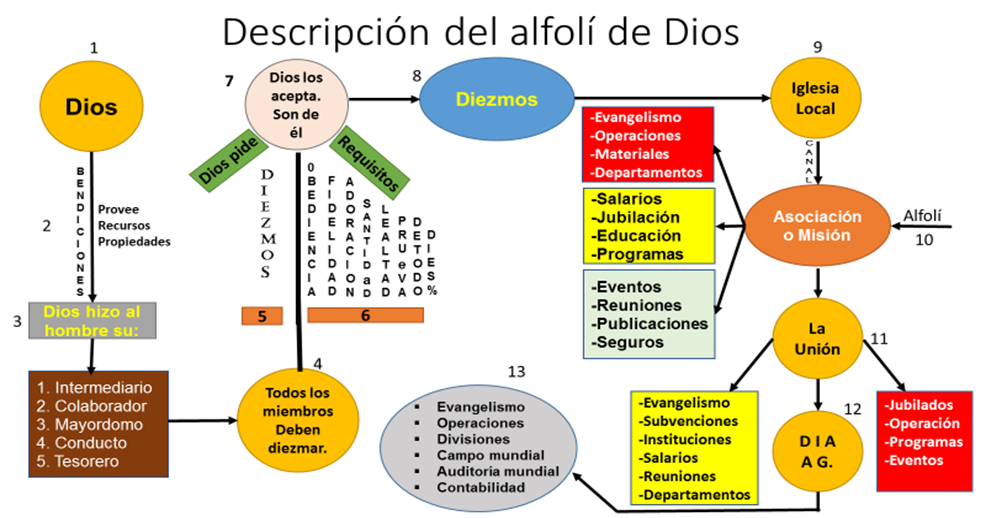 Descripción del alfolí de Dios
1
Dios
BENDICIONES
2
Provee
Recursos
Propiedades
3
Dios hizo al
hombre su:
1. Intermediario
2. Colaborador
3. Mayordomo
4. Conducto
5. Tesorero
4
Todos los
miembros
Deben
diezmar.
Dios pide
DIEZMOS
5
Requisitos
0BEDIENCIA
FIDELIDAD
ADORACION
SANTIDaD
LEALTAD
PRUeVA
DETODO
DIES%
6
7
Dios los
acepta.
Son de
él
8
Diezmos
9
Iglesia
Local
CANAL
Asociación
o Misión
Alfolí
10
-Evangelismo
-Operaciones
-Materiales
-Departamentos
-Salarios
-Jubilación
-Educación
-Programas
-Eventos
-Reuniones
-Publicaciones
-Seguros
La
Unión
11
-Evangelismo
-Subvenciones
-Instituciones
-Salarios
-Reuniones
-Departamentos
-Jubilados
-Operación
-Programas
-Eventos
12
D I A
A G.
13
▪ Evangelismo
▪ Operaciones
▪ Divisiones
▪ Campo mundial
▪ Auditoría mundial
▪ Contabilidad